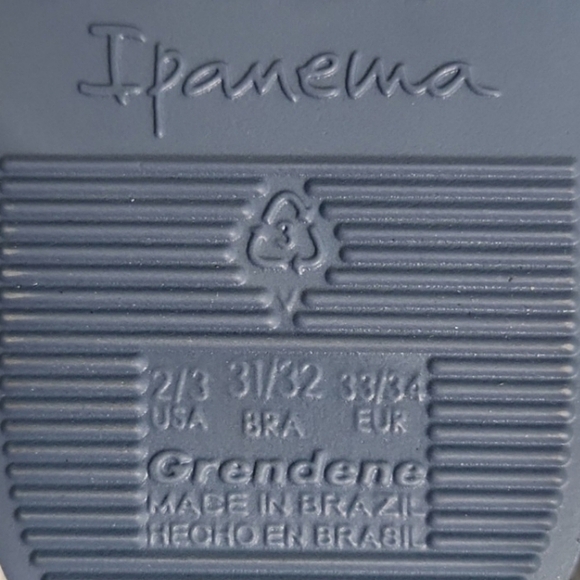 Ipanema
3
V
2/3 31/32 33/34
USA BRA EUR
Grendene
MADE IN BRAZIL
HECHO EN BRASIL